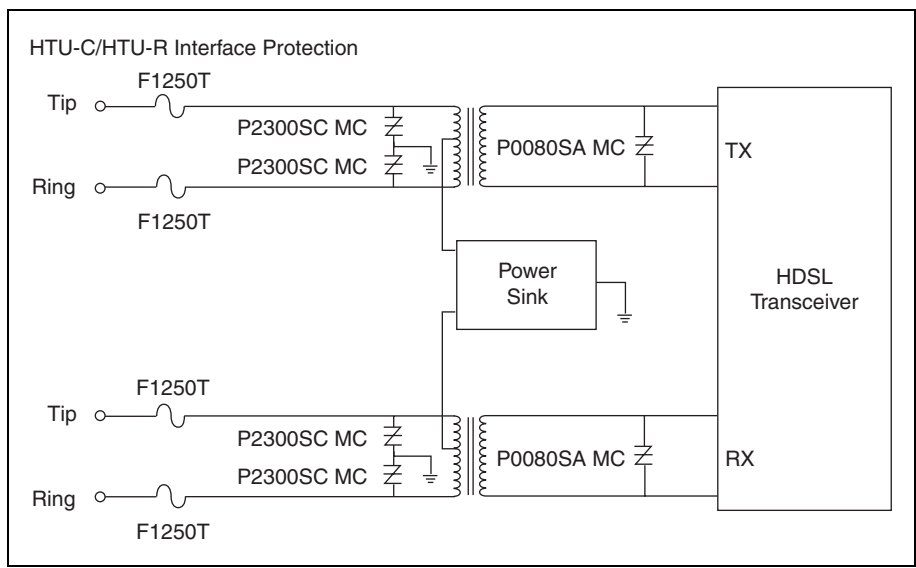 HTU-C/HTU-R Interface Protection
F1250T
Tip
P2300SC MC
P2300SC MC
Ring
F1250T
P0080SA MC
TX
Power
Sink
HDSL
Transceiver
F1250T
Tip
P2300SC MC
P2300SC MC
Ring
F1250T
P0080SA MC
RX